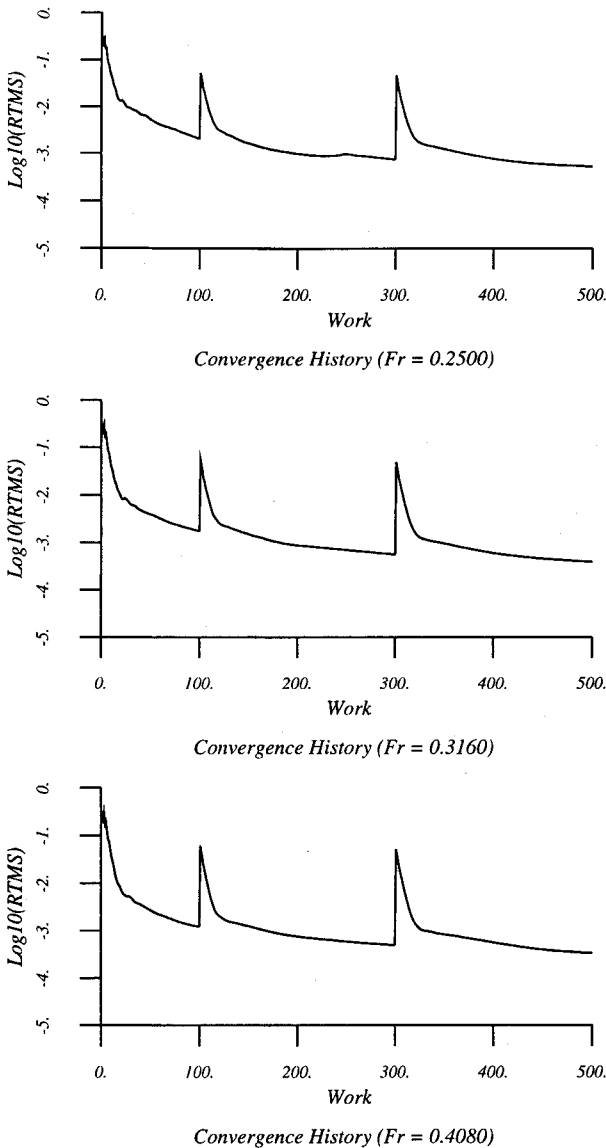 0.
-1.
-2.
-3.
-4.
-5.
Log10(RTMS)
0. 100. 200. 300. 400. 500.
Work
Convergence History (Fr = 0.2500)
0.
-1.
-2.
-3.
-4.
-5.
Log10(RTMS)
0. 100. 200. 300. 400. 500.
Work
Convergence History (Fr = 0.3160)
0.
-1.
-2.
-3.
-4.
-5.
Log10(RTMS)
0. 100. 200. 300. 400. 500.
Work
Convergence History (Fr = 0.4080)